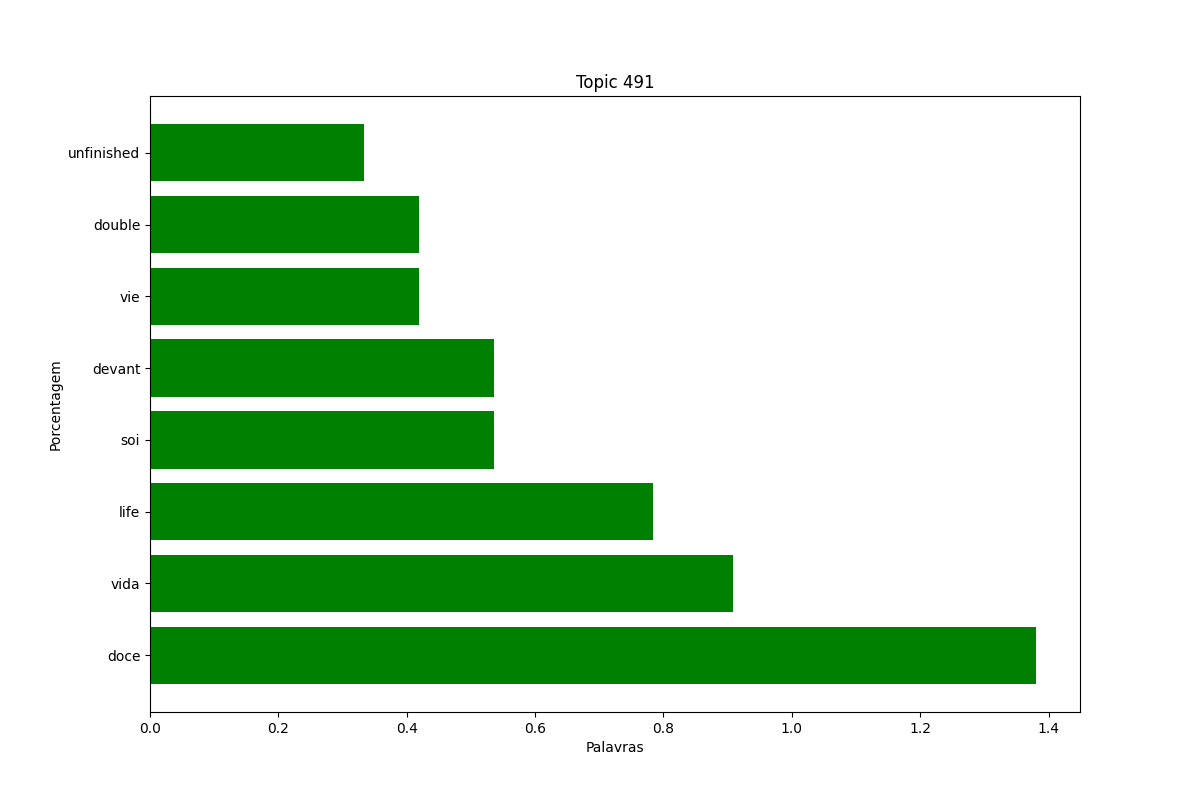 Topic 491
unfinished
double
vie
devant
soi
life
vida
doce
Porcentagem
0.0 0.2 0.4 0.6 0.8 1.0 1.2 1.4
Palavras